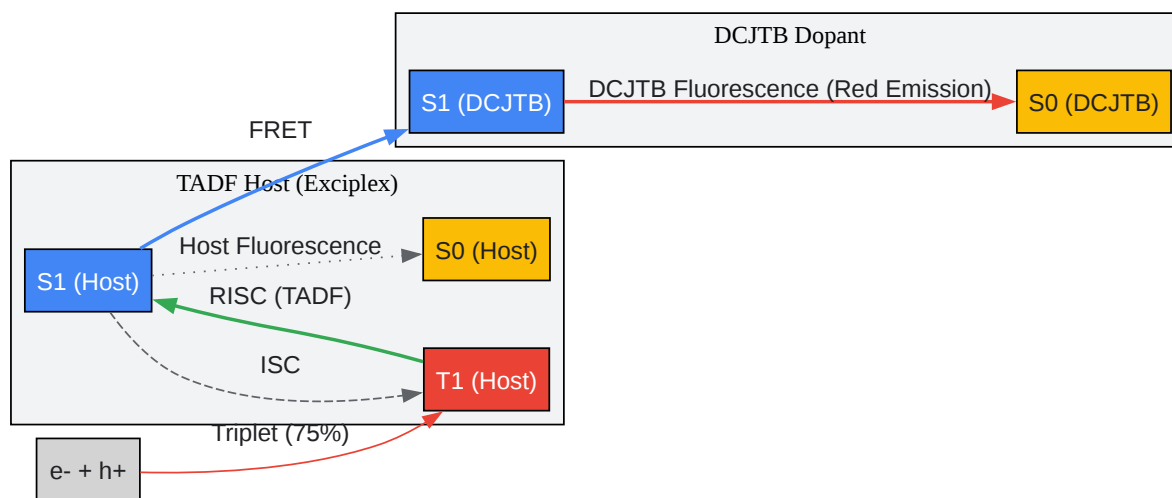 DCJTB Dopant
S1 (DCJTB)
DCJTB Fluorescence (Red Emission)
S0 (DCJTB)
FRET
TADF Host (Exciplex)
Host Fluorescence
S0 (Host)
S1 (Host)
RISC (TADF)
ISC
T1 (Host)
Triplet (75%)
e- + h+